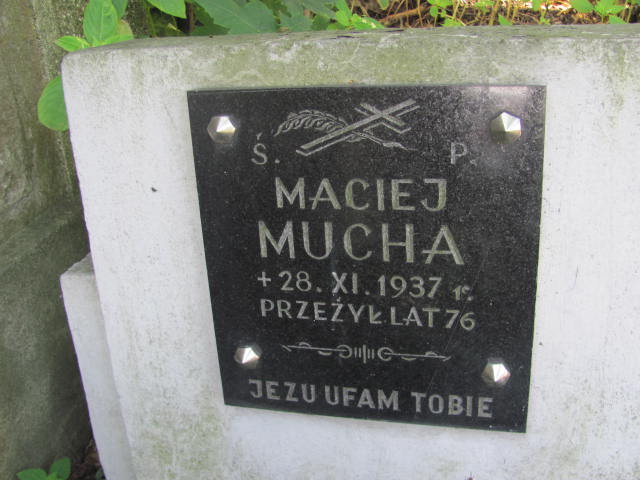 Ś. P.
MACIEJ
MUCHA
+ 28. XI. 1937 r.
PRZEŻYŁ LAT 76
JEZU UFAM TOBIE